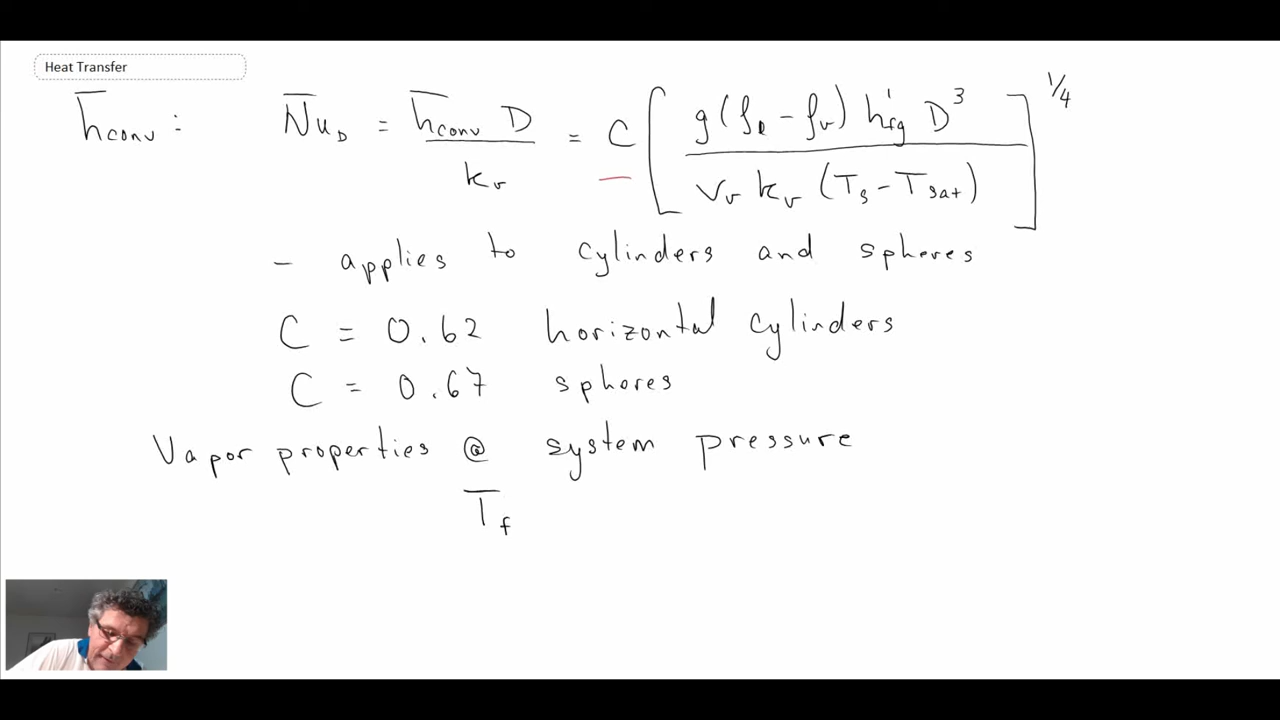 Heat Transfer
h̅conv : N̅uD = h̅conv D / kv = C [ g(ρl − ρv) h'fg D³ / νv kv (Ts − Tsat) ]^1/4
– applies to cylinders and spheres
C = 0.62 horizontal cylinders
C = 0.67 spheres
Vapor properties @ system pressure
Tf